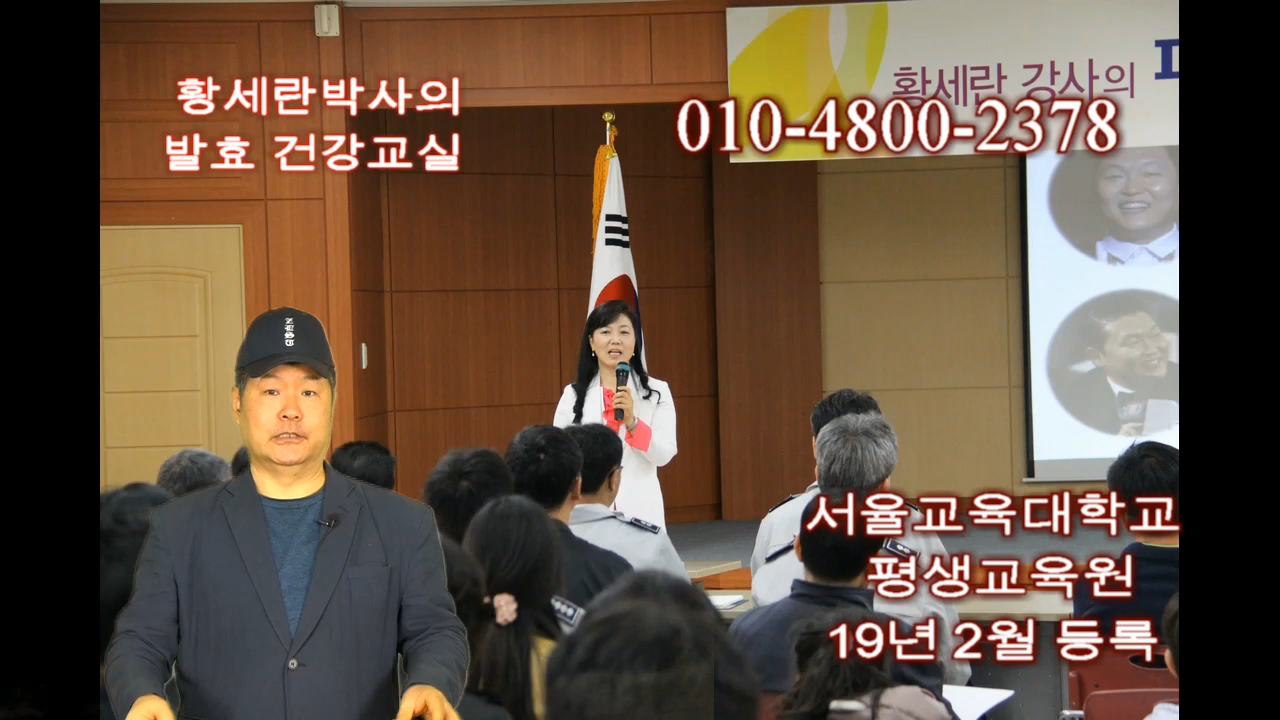 황세란박사의
발효 건강교실
010-4800-2378
황세란 강사의
서울교육대학교
평생교육원
19년 2월 등록